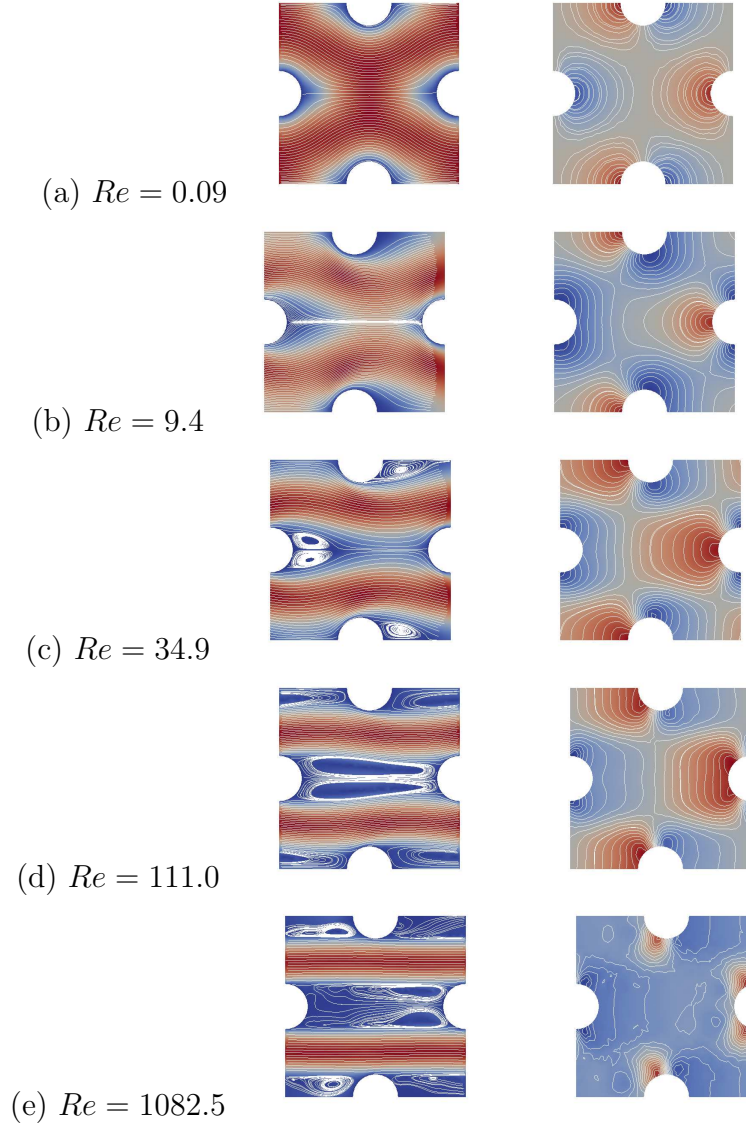 (a) Re = 0.09
(b) Re = 9.4
(c) Re = 34.9
(d) Re = 111.0
(e) Re = 1082.5